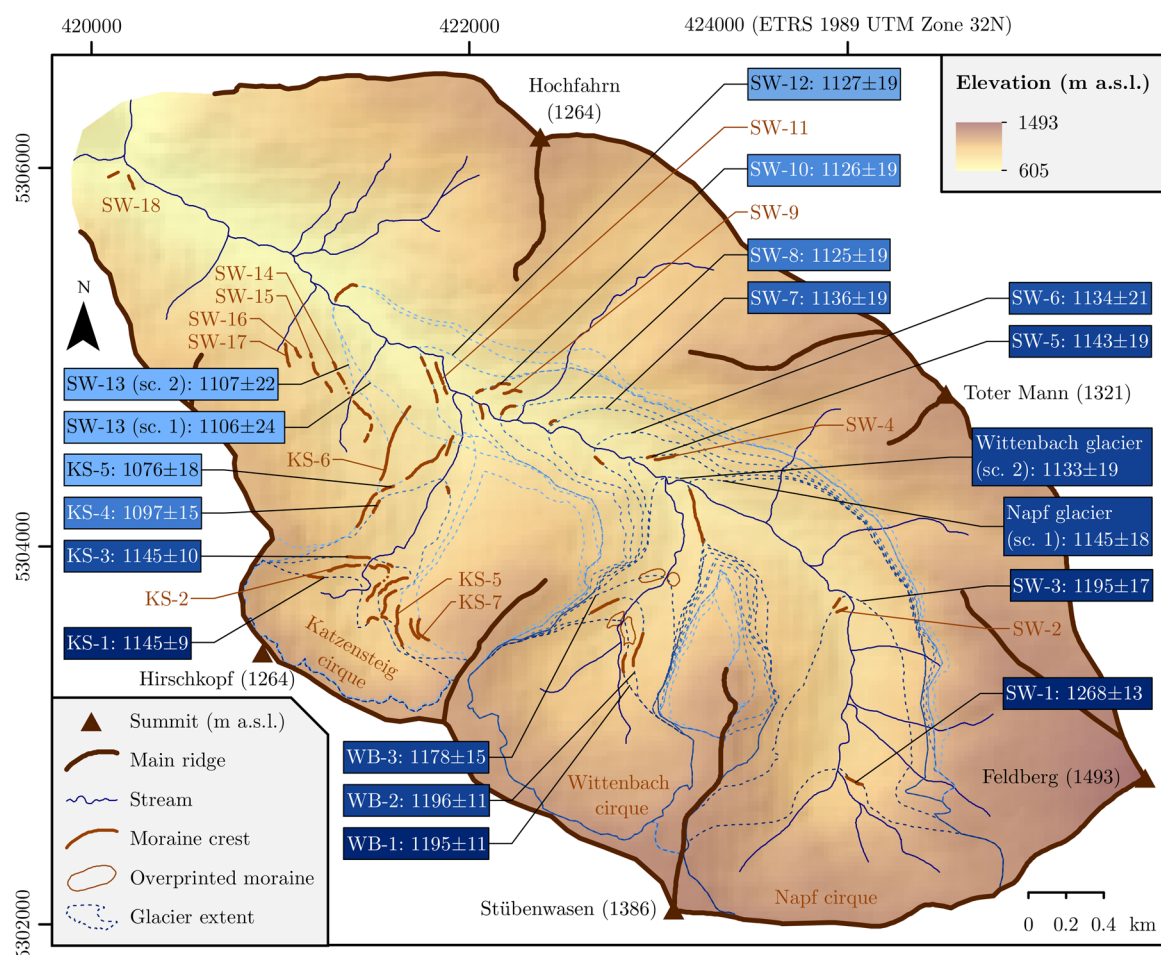 420000
422000
424000 (ETRS 1989 UTM Zone 32N)
5306000
5304000
5302000
Hochfahrn
(1264)
SW-12: 1127±19
SW-11
SW-10: 1126±19
SW-9
SW-8: 1125±19
SW-7: 1136±19
Elevation (m a.s.l.)
1493
605
SW-6: 1134±21
SW-5: 1143±19
SW-18
N
SW-14
SW-15
SW-16
SW-17
SW-13 (sc. 2): 1107±22
SW-13 (sc. 1): 1106±24
KS-6
KS-5: 1076±18
KS-4: 1097±15
KS-3: 1145±10
KS-2
KS-1: 1145±9
Toter Mann (1321)
SW-4
Wittenbach glacier
(sc. 2): 1133±19
Napf glacier
(sc. 1): 1145±18
SW-3: 1195±17
SW-2
SW-1: 1268±13
KS-5
KS-7
Katzensteig
cirque
Hirschkopf (1264)
Feldberg (1493)
WB-3: 1178±15
WB-2: 1196±11
WB-1: 1195±11
Wittenbach
cirque
Napf cirque
Stübenwasen (1386)
Summit (m a.s.l.)
Main ridge
Stream
Moraine crest
Overprinted moraine
Glacier extent
0 0.2 0.4 km